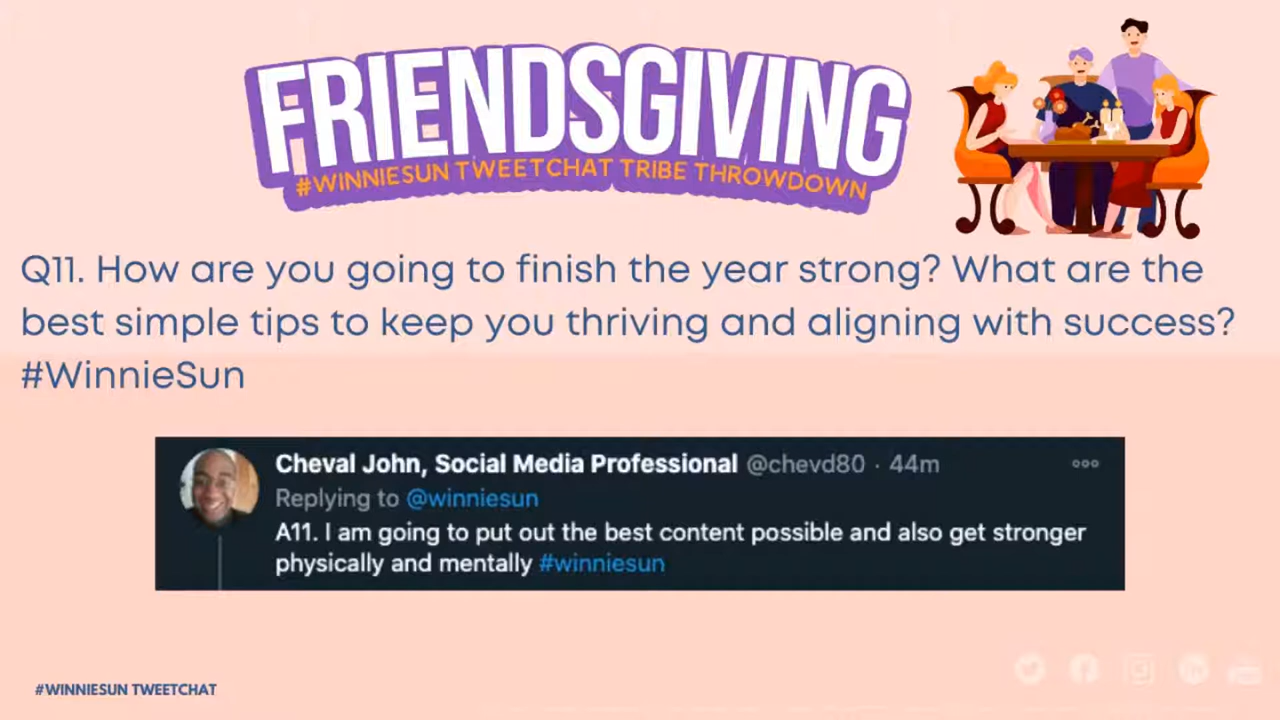 FRIENDSGIVING
#WINNIESUN TWEETCHAT TRIBE THROWDOWN
Q11. How are you going to finish the year strong? What are the
best simple tips to keep you thriving and aligning with success?
#WinnieSun
Cheval John, Social Media Professional @chevd80 · 44m
Replying to @winniesun
A11. I am going to put out the best content possible and also get stronger
physically and mentally #winniesun
#WINNIESUN TWEETCHAT